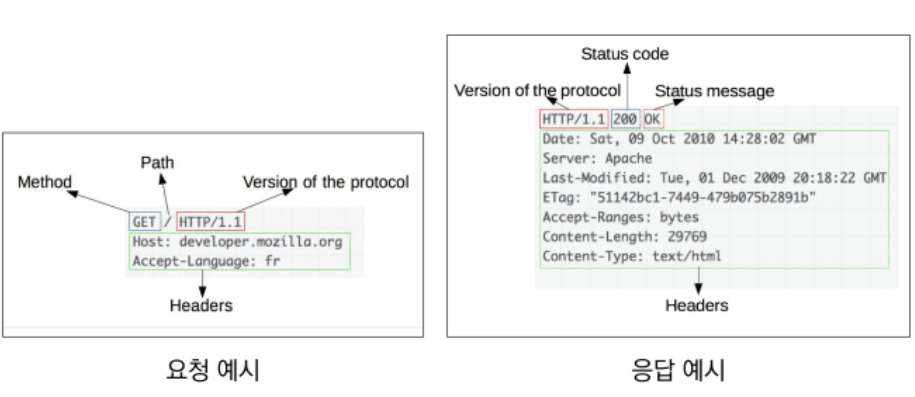 Method
Path
Version of the protocol
GET / HTTP/1.1
Host: developer.mozilla.org
Accept-Language: fr
Headers
요청 예시
Status code
Version of the protocol
Status message
HTTP/1.1 200 OK
Date: Sat, 09 Oct 2010 14:28:02 GMT
Server: Apache
Last-Modified: Tue, 01 Dec 2009 20:18:22 GMT
ETag: "51142bc1-7449-479b075b2891b"
Accept-Ranges: bytes
Content-Length: 29769
Content-Type: text/html
Headers
응답 예시